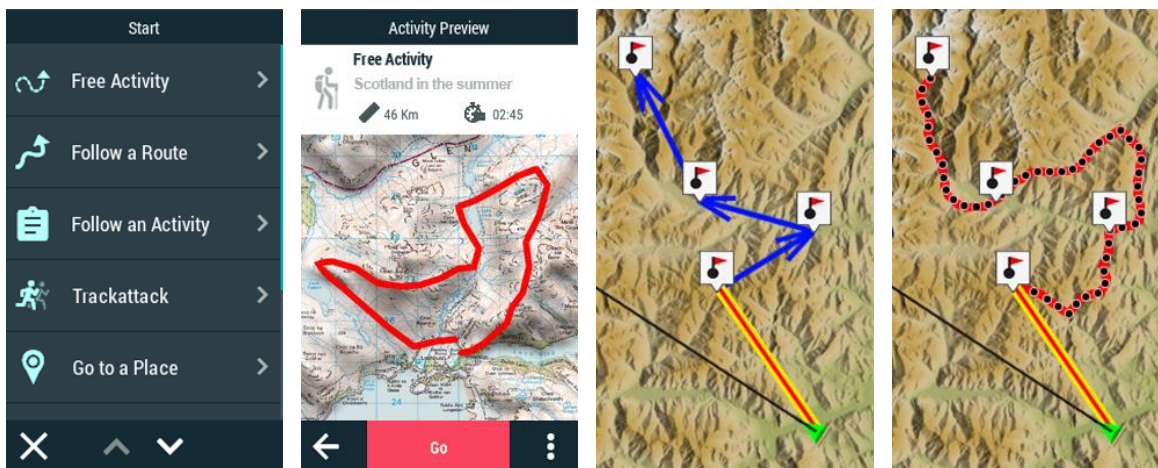 Start
Free Activity
Follow a Route
Follow an Activity
Trackattack
Go to a Place
Activity Preview
Free Activity
Scotland in the summer
46 Km
02:45
G L E N
24
Go